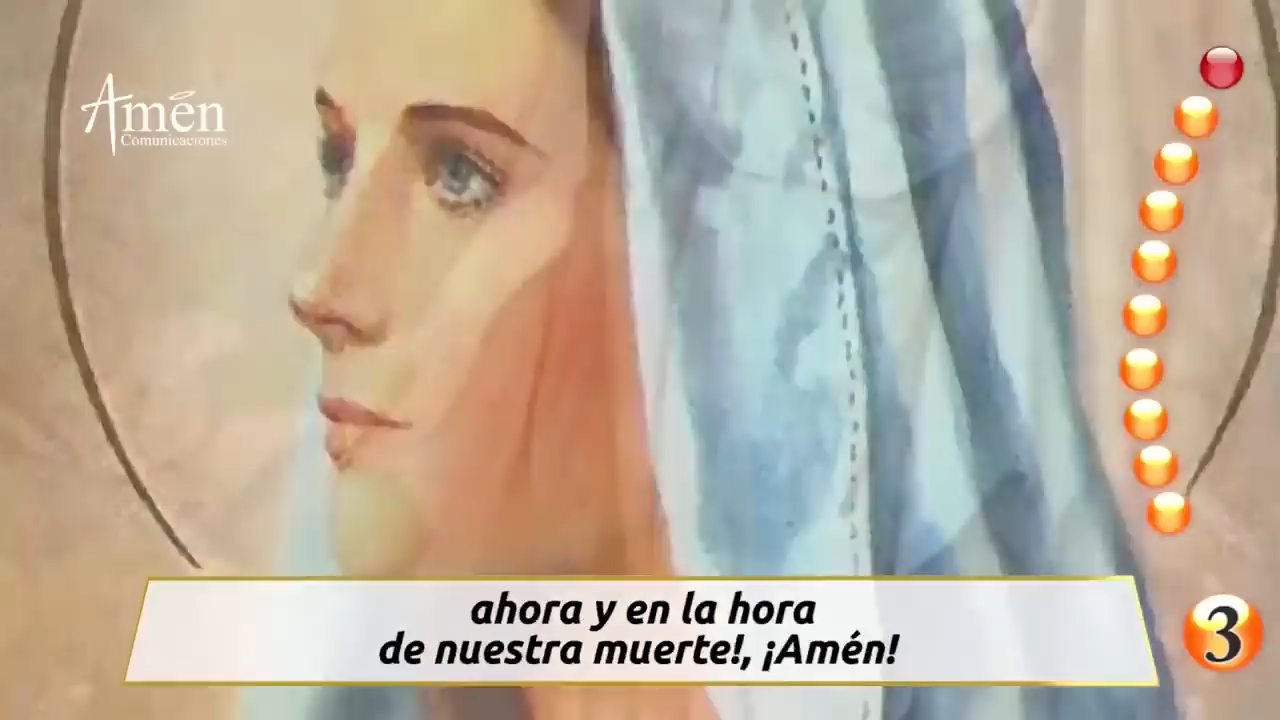 Amén
Comunicaciones
ahora y en la hora
de nuestra muerte!, ¡Amén!
3